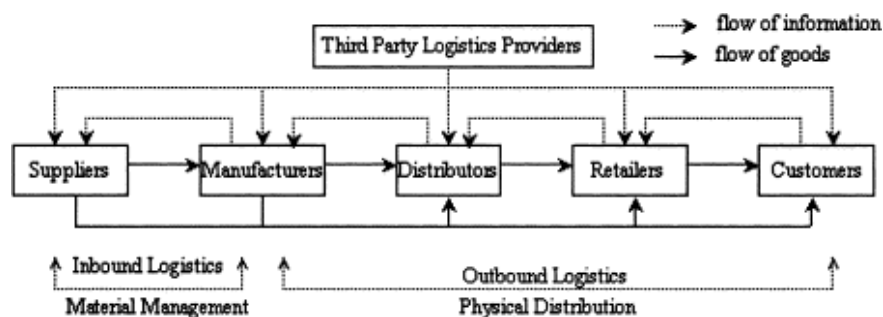 flow of information
Third Party Logistics Providers
flow of goods
Suppliers
Manufacturers
Distributors
Retailers
Customers
Inbound Logistics
Outbound Logistics
Material Management
Physical Distribution